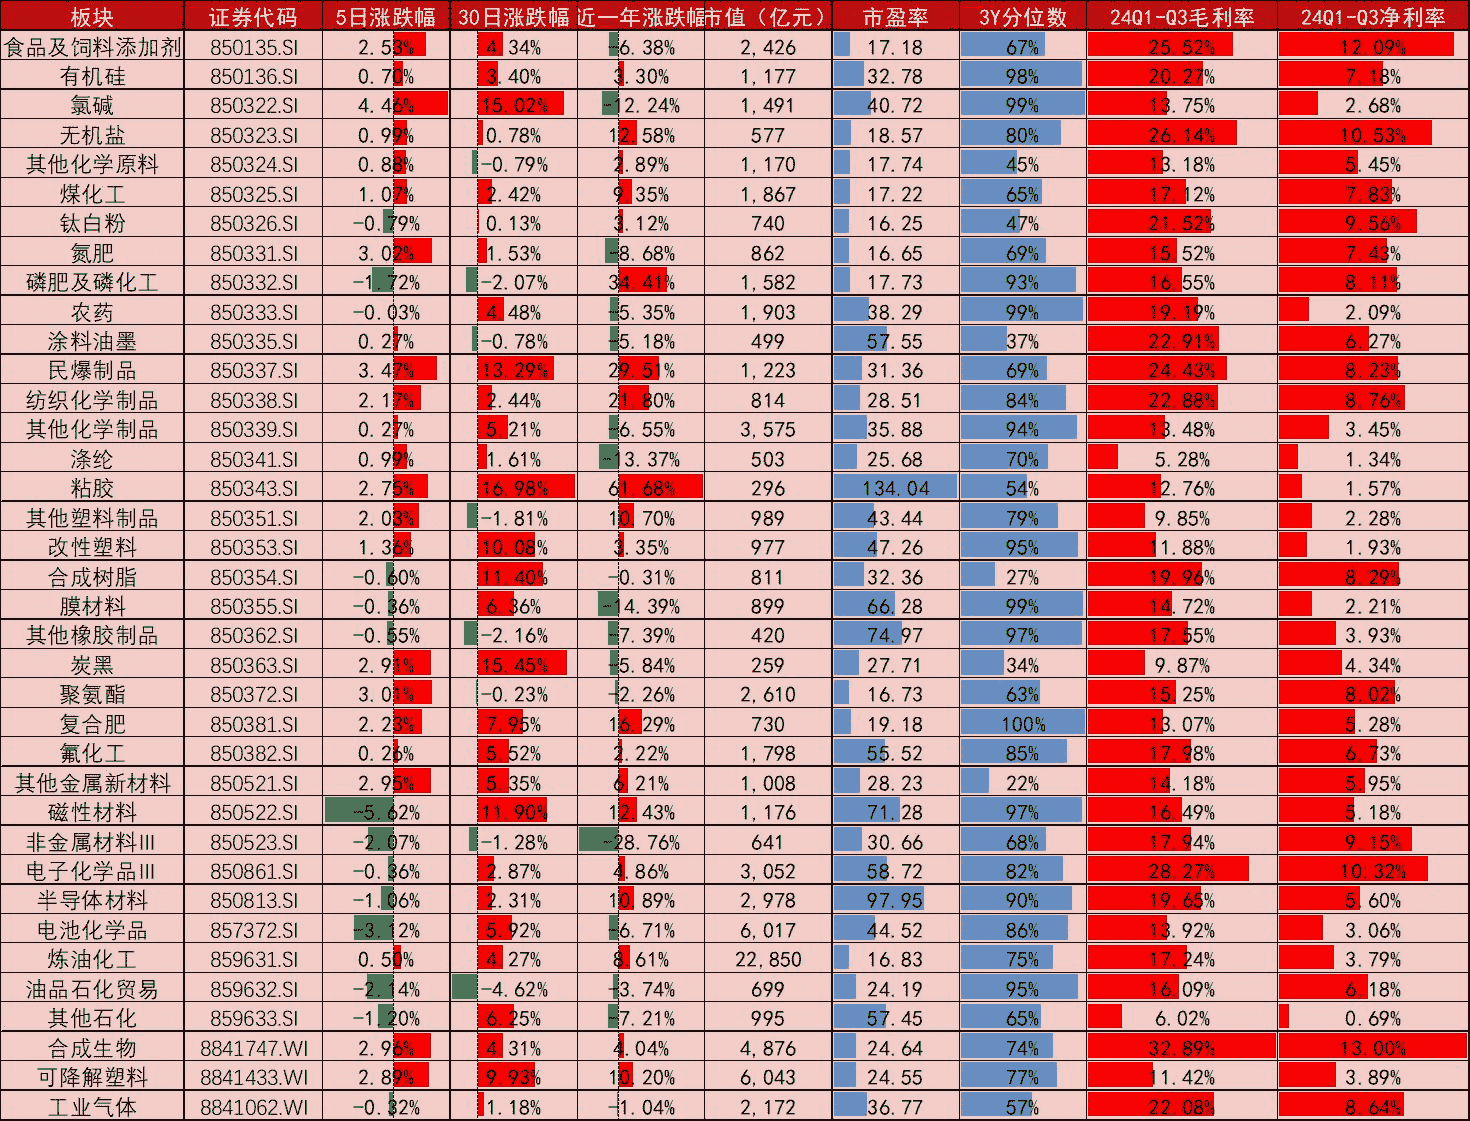 板块 证券代码 5日涨跌幅 30日涨跌幅 近一年涨跌幅 市值（亿元） 市盈率 3Y分位数 24Q1-Q3毛利率 24Q1-Q3净利率
食品及饲料添加剂 850135.SI 2.53% 4.34% -6.38% 2,426 17.18 67% 25.52% 12.09%
有机硅 850136.SI 0.70% 3.40% 3.30% 1,177 32.78 98% 20.27% 7.18%
氯碱 850322.SI 4.46% 15.02% -12.24% 1,491 40.72 99% 13.75% 2.68%
无机盐 850323.SI 0.99% 0.78% 12.58% 577 18.57 80% 26.14% 10.53%
其他化学原料 850324.SI 0.88% -0.79% 2.89% 1,170 17.74 45% 13.18% 5.45%
煤化工 850325.SI 1.07% 2.42% 9.35% 1,867 17.22 65% 17.12% 7.83%
钛白粉 850326.SI -0.79% 0.13% 3.12% 740 16.25 47% 21.52% 9.56%
氮肥 850331.SI 3.02% 1.53% -8.68% 862 16.65 69% 15.52% 7.43%
磷肥及磷化工 850332.SI -1.72% -2.07% 34.41% 1,582 17.73 93% 16.55% 8.11%
农药 850333.SI -0.03% 4.48% -5.35% 1,903 38.29 99% 19.19% 2.09%
涂料油墨 850335.SI 0.27% -0.78% -5.18% 499 57.55 37% 22.91% 6.27%
民爆制品 850337.SI 3.47% 13.29% 29.51% 1,223 31.36 69% 24.43% 8.23%
纺织化学制品 850338.SI 2.17% 2.44% 21.80% 814 28.51 84% 22.88% 8.76%
其他化学制品 850339.SI 0.27% 5.21% -6.55% 3,575 35.88 94% 13.48% 3.45%
涤纶 850341.SI 0.99% 1.61% -13.37% 503 25.68 70% 5.28% 1.34%
粘胶 850343.SI 2.75% 16.98% 61.68% 296 134.04 54% 12.76% 1.57%
其他塑料制品 850351.SI 2.03% -1.81% 10.70% 989 43.44 79% 9.85% 2.28%
改性塑料 850353.SI 1.36% 10.08% 3.35% 977 47.26 95% 11.88% 1.93%
合成树脂 850354.SI -0.60% 11.40% -0.31% 811 32.36 27% 19.96% 8.29%
膜材料 850355.SI -0.36% 6.36% -14.39% 899 66.28 99% 14.72% 2.21%
其他橡胶制品 850362.SI -0.55% -2.16% -7.39% 420 74.97 97% 17.55% 3.93%
炭黑 850363.SI 2.91% 15.45% -5.84% 259 27.71 34% 9.87% 4.34%
聚氨酯 850372.SI 3.01% -0.23% -2.26% 2,610 16.73 63% 15.25% 8.02%
复合肥 850381.SI 2.23% 7.95% 16.29% 730 19.18 100% 13.07% 5.28%
氟化工 850382.SI 0.26% 5.52% 2.22% 1,798 55.52 85% 17.98% 6.73%
其他金属新材料 850521.SI 2.95% 5.35% 6.21% 1,008 28.23 22% 14.18% 5.95%
磁性材料 850522.SI -5.62% 11.90% 12.43% 1,176 71.28 97% 16.49% 5.18%
非金属材料Ⅲ 850523.SI -2.07% -1.28% -28.76% 641 30.66 68% 17.94% 9.15%
电子化学品Ⅲ 850861.SI -0.36% 2.87% 4.86% 3,052 58.72 82% 28.27% 10.32%
半导体材料 850813.SI -1.06% 2.31% 10.89% 2,978 97.95 90% 19.65% 5.60%
电池化学品 857372.SI -3.12% 5.92% -6.71% 6,017 44.52 86% 13.92% 3.06%
炼油化工 859631.SI 0.50% 4.27% 8.61% 22,850 16.83 75% 17.24% 3.79%
油品石化贸易 859632.SI -2.14% -4.62% -3.74% 699 24.19 95% 16.09% 6.18%
其他石化 859633.SI -1.20% 6.25% -7.21% 995 57.45 65% 6.02% 0.69%
合成生物 8841747.WI 2.96% 4.31% 4.04% 4,876 24.64 74% 32.89% 13.00%
可降解塑料 8841433.WI 2.89% 9.93% 10.20% 6,043 24.55 77% 11.42% 3.89%
工业气体 8841062.WI -0.32% 1.18% -1.04% 2,172 36.77 57% 22.08% 8.64%